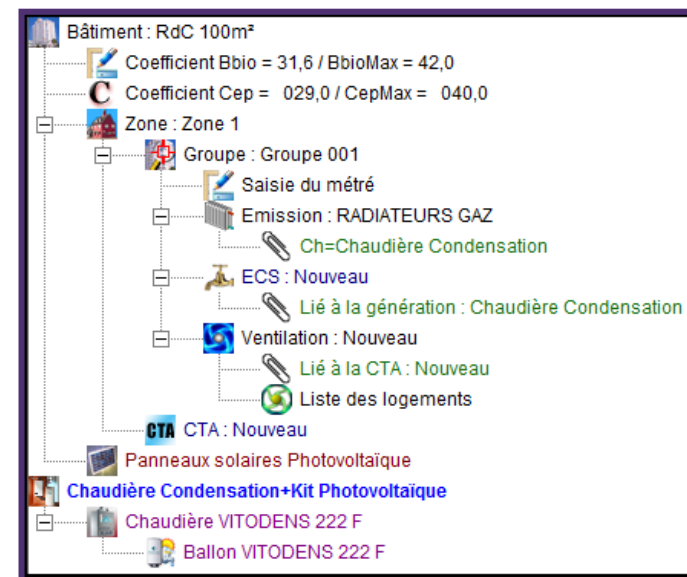 Bâtiment : RdC 100m²
Coefficient Bbio = 31,6 / BbioMax = 42,0
C Coefficient Cep = 029,0 / CepMax = 040,0
Zone : Zone 1
Groupe : Groupe 001
Saisie du métré
Emission : RADIATEURS GAZ
Ch=Chaudière Condensation
ECS : Nouveau
Lié à la génération : Chaudière Condensation
Ventilation : Nouveau
Lié à la CTA : Nouveau
Liste des logements
CTA CTA : Nouveau
Panneaux solaires Photovoltaïque
Chaudière Condensation+Kit Photovoltaïque
Chaudière VITODENS 222 F
Ballon VITODENS 222 F